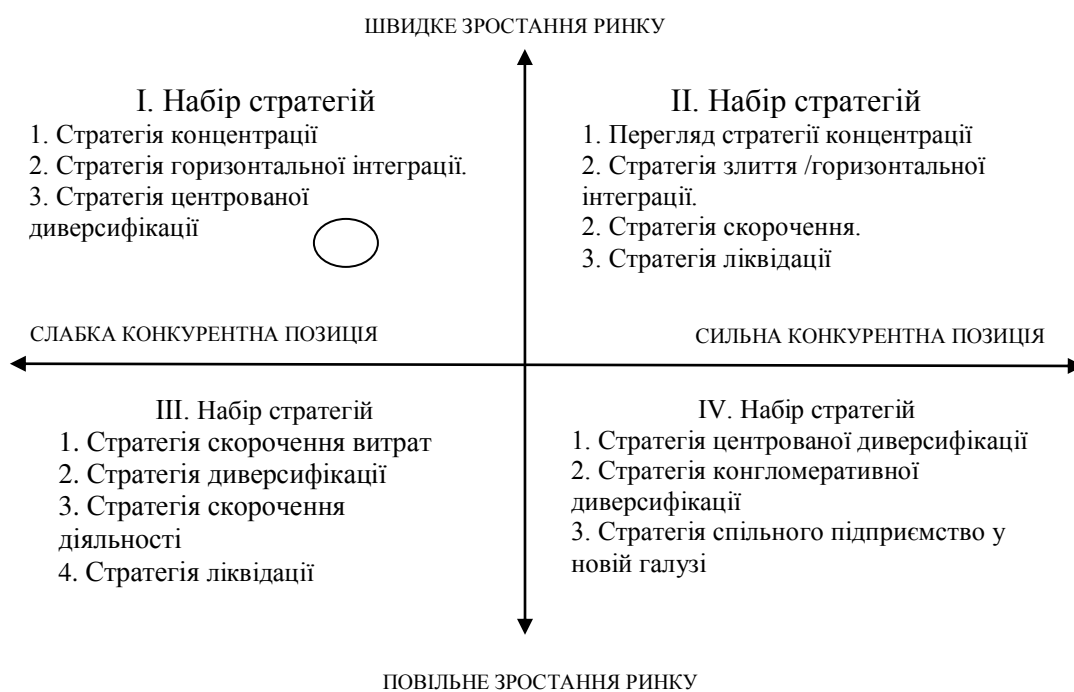 ШВИДКЕ ЗРОСТАННЯ РИНКУ
І. Набір стратегій
1. Стратегія концентрації
2. Стратегія горизонтальної інтеграції.
3. Стратегія центрованої
диверсифікації
ІІ. Набір стратегій
1. Перегляд стратегії концентрації
2. Стратегія злиття /горизонтальної
інтеграції.
2. Стратегія скорочення.
3. Стратегія ліквідації
СЛАБКА КОНКУРЕНТНА ПОЗИЦІЯ
СИЛЬНА КОНКУРЕНТНА ПОЗИЦІЯ
ІІІ. Набір стратегій
1. Стратегія скорочення витрат
2. Стратегія диверсифікації
3. Стратегія скорочення
діяльності
4. Стратегія ліквідації
IV. Набір стратегій
1. Стратегія центрованої диверсифікації
2. Стратегія конгломеративної
диверсифікації
3. Стратегія спільного підприємство у
новій галузі
ПОВІЛЬНЕ ЗРОСТАННЯ РИНКУ